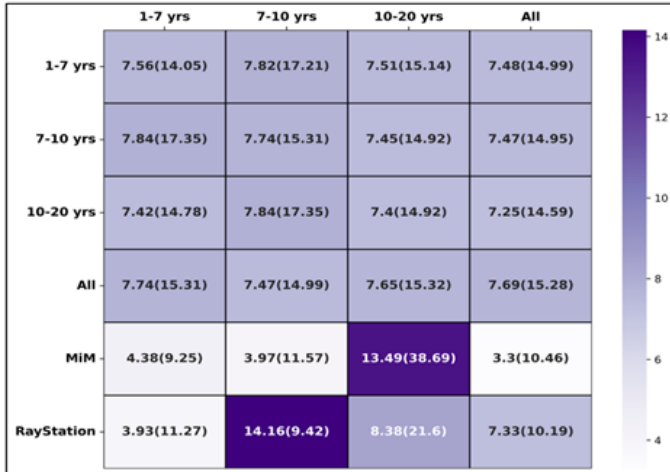 1-7 yrs 7-10 yrs 10-20 yrs All
1-7 yrs 7.56(14.05) 7.82(17.21) 7.51(15.14) 7.48(14.99)
7-10 yrs 7.84(17.35) 7.74(15.31) 7.45(14.92) 7.47(14.95)
10-20 yrs 7.42(14.78) 7.84(17.35) 7.4(14.92) 7.25(14.59)
All 7.74(15.31) 7.47(14.99) 7.65(15.32) 7.69(15.28)
MiM 4.38(9.25) 3.97(11.57) 13.49(38.69) 3.3(10.46)
RayStation 3.93(11.27) 14.16(9.42) 8.38(21.6) 7.33(10.19)
14
12
10
8
6
4